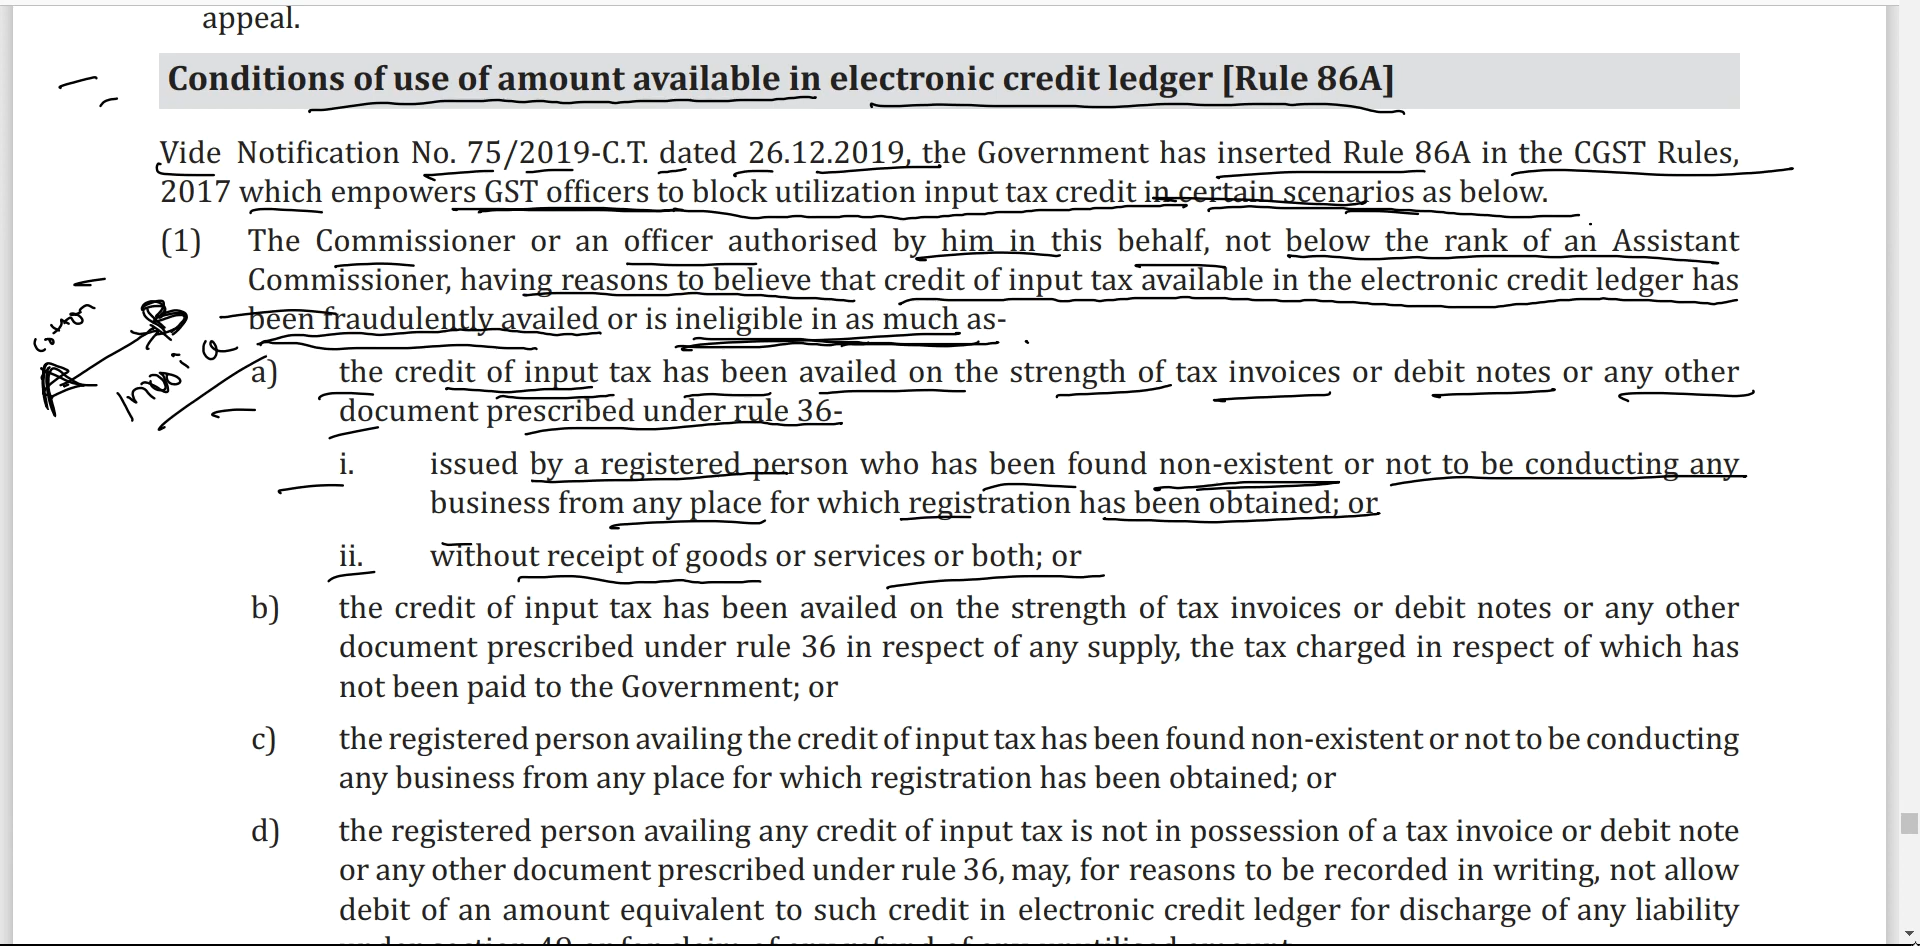 appeal.
Conditions of use of amount available in electronic credit ledger [Rule 86A]
Vide Notification No. 75/2019-C.T. dated 26.12.2019, the Government has inserted Rule 86A in the CGST Rules,
2017 which empowers GST officers to block utilization input tax credit in certain scenarios as below.
(1) The Commissioner or an officer authorised by him in this behalf, not below the rank of an Assistant
Commissioner, having reasons to believe that credit of input tax available in the electronic credit ledger has
been fraudulently availed or is ineligible in as much as-
a) the credit of input tax has been availed on the strength of tax invoices or debit notes or any other
document prescribed under rule 36-
i. issued by a registered person who has been found non-existent or not to be conducting any
business from any place for which registration has been obtained; or
ii. without receipt of goods or services or both; or
b) the credit of input tax has been availed on the strength of tax invoices or debit notes or any other
document prescribed under rule 36 in respect of any supply, the tax charged in respect of which has
not been paid to the Government; or
c) the registered person availing the credit of input tax has been found non-existent or not to be conducting
any business from any place for which registration has been obtained; or
d) the registered person availing any credit of input tax is not in possession of a tax invoice or debit note
or any other document prescribed under rule 36, may, for reasons to be recorded in writing, not allow
debit of an amount equivalent to such credit in electronic credit ledger for discharge of any liability